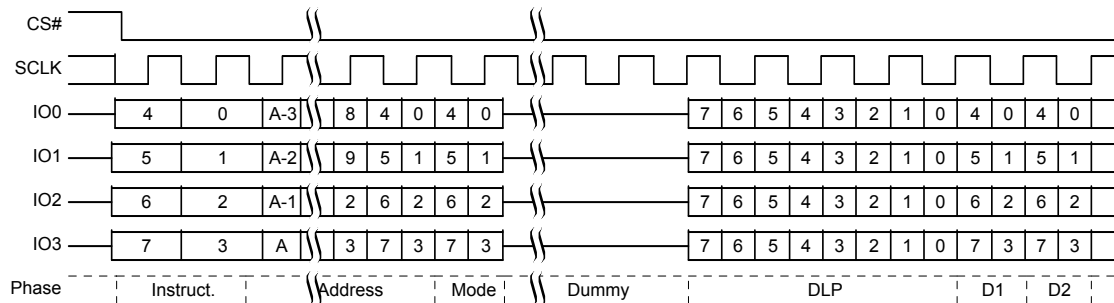 CS#
SCLK
IO0 4 0 A-3 8 4 0 4 0 7 6 5 4 3 2 1 0 4 0 4 0
IO1 5 1 A-2 9 5 1 5 1 7 6 5 4 3 2 1 0 5 1 5 1
IO2 6 2 A-1 2 6 2 6 2 7 6 5 4 3 2 1 0 6 2 6 2
IO3 7 3 A 3 7 3 7 3 7 6 5 4 3 2 1 0 7 3 7 3
Phase Instruct. Address Mode Dummy DLP D1 D2